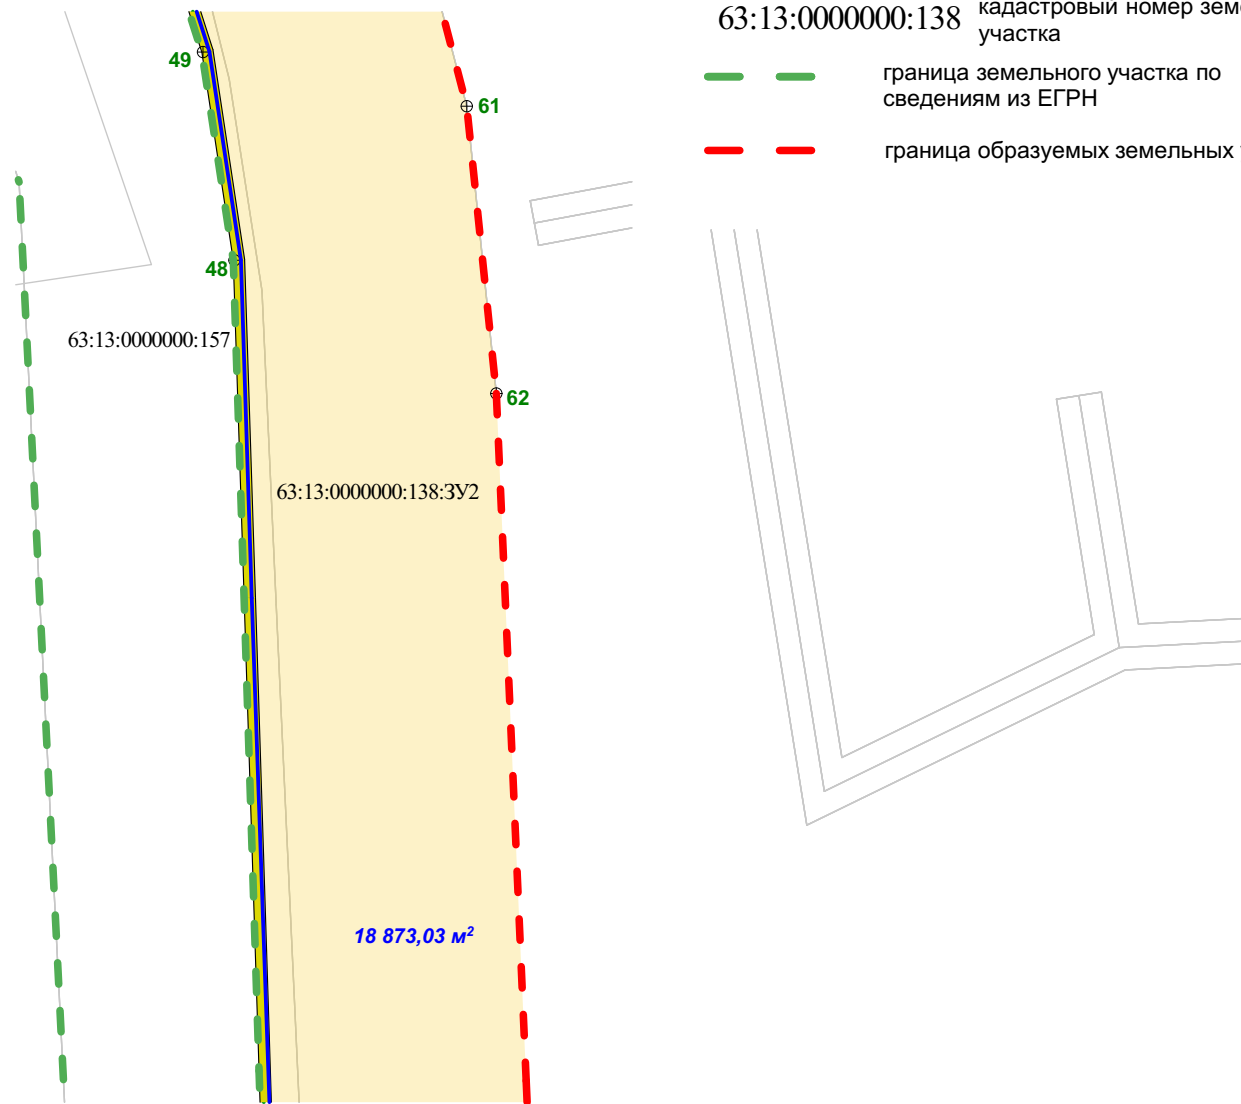 63:13:0000000:138
кадастровый номер
участка
граница земельного участка по
сведениям из ЕГРН
граница образуемых земельных
49
61
48
63:13:0000000:157
62
63:13:0000000:138:ЗУ2
18 873,03 м²